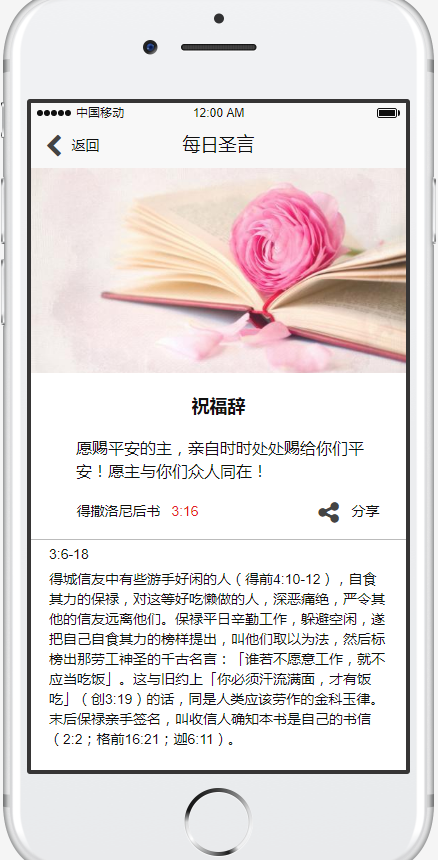 中国移动 12:00 AM
返回 每日圣言
祝福辞
愿赐平安的主，亲自时时处处赐给你们平
安！愿主与你们众人同在！
得撒洛尼后书 3:16 分享
3:6-18
得城信友中有些游手好闲的人（得前4:10-12），自食
其力的保禄，对这等好吃懒做的人，深恶痛绝，严令其
他的信友远离他们。保禄平日辛勤工作，躲避空闲，遂
把自己自食其力的榜样提出，叫他们取以为法，然后标
榜出那劳工神圣的千古名言：「谁若不愿意工作，就不
应当吃饭」。这与旧约上「你必须汗流满面，才有饭
吃」（创3:19）的话，同是人类应该劳作的金科玉律。
末后保禄亲手签名，叫收信人确知本书是自己的书信
（2:2；格前16:21；迦6:11）。